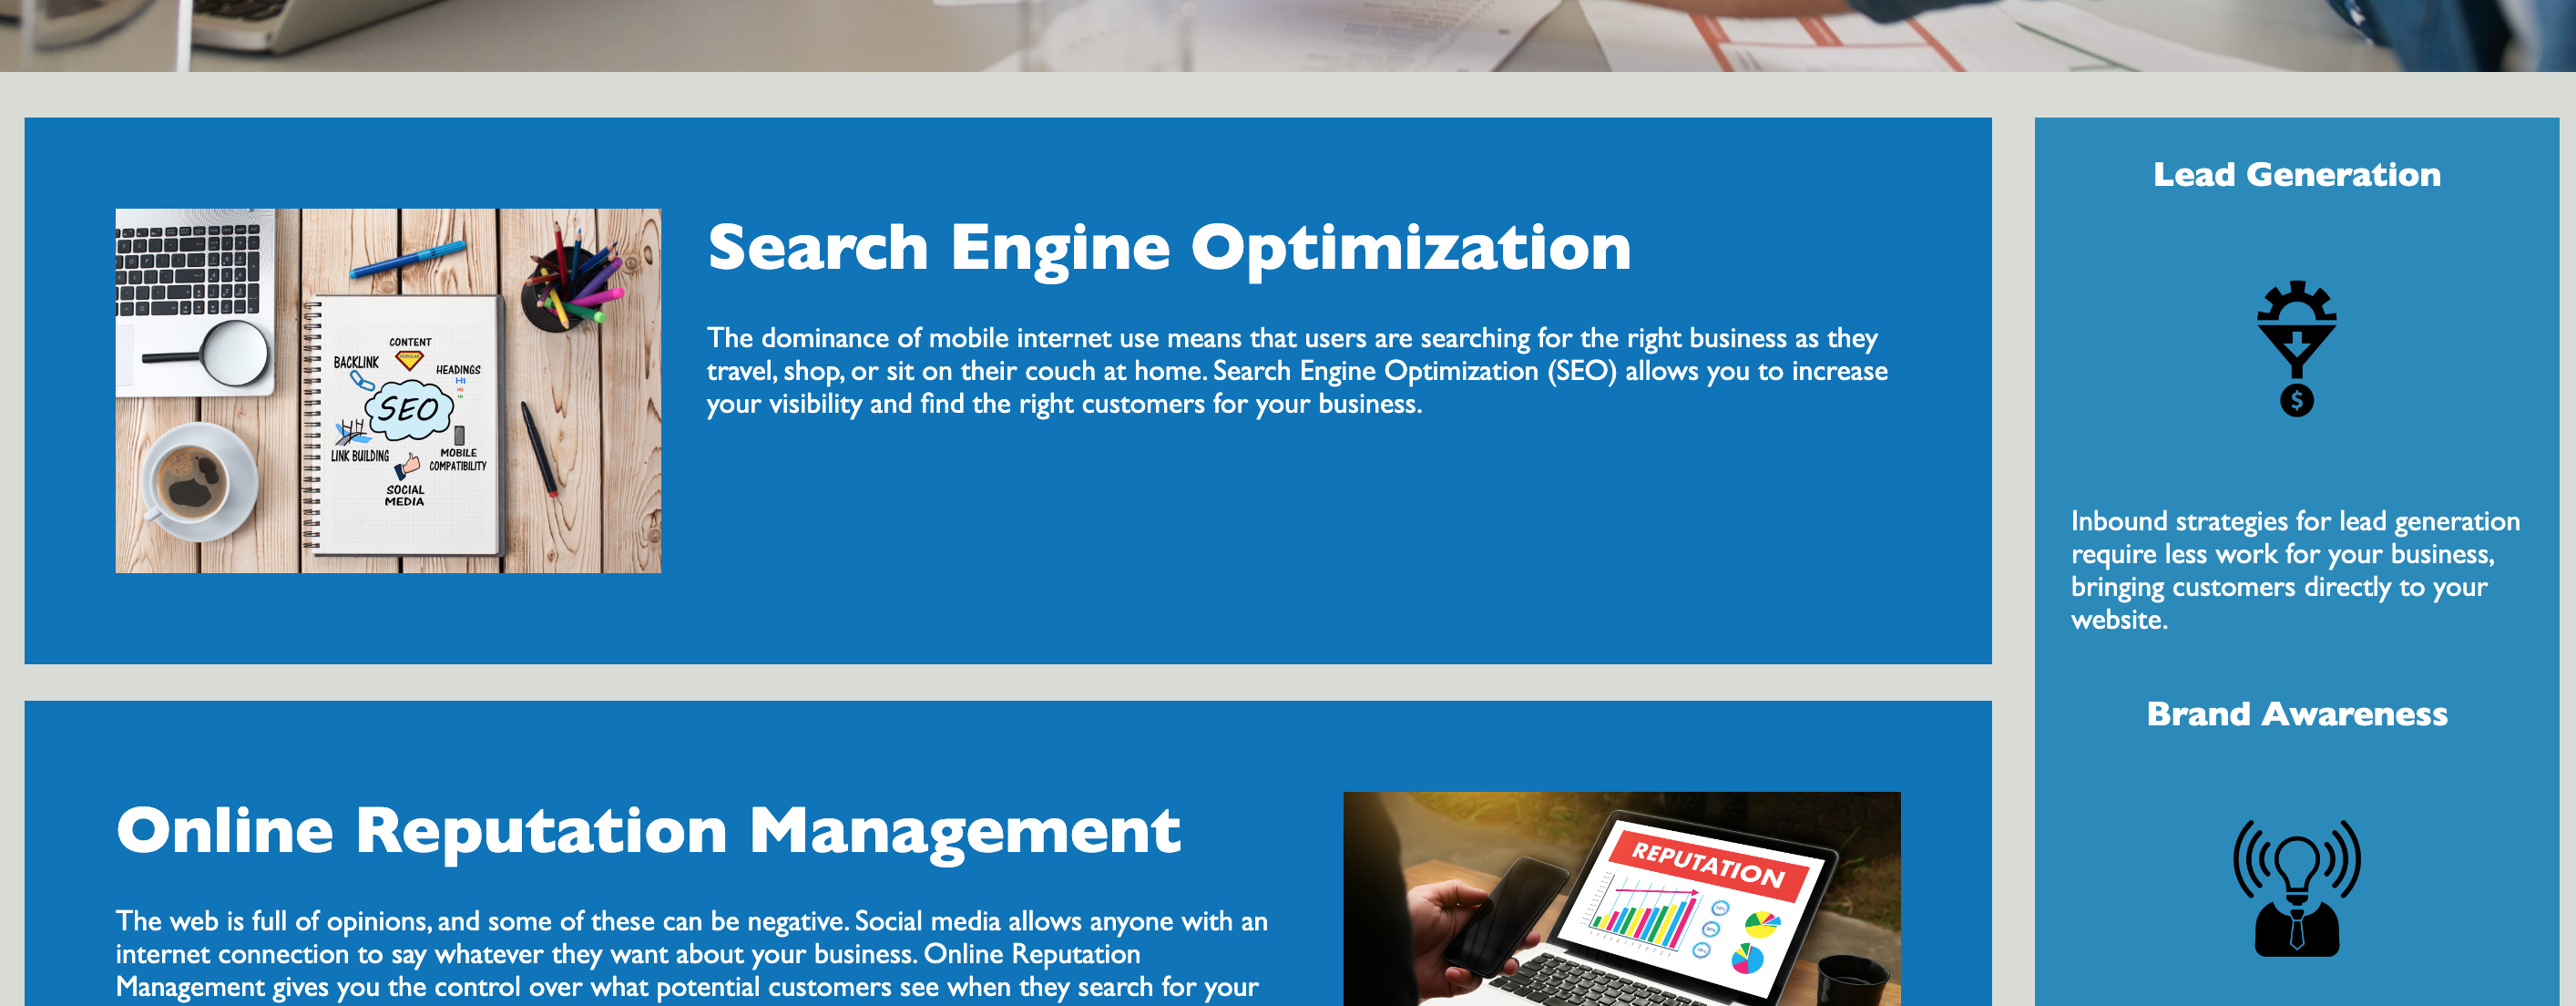 Search Engine Optimization
The dominance of mobile internet use means that users are searching for the right business as they
travel, shop, or sit on their couch at home. Search Engine Optimization (SEO) allows you to increase
your visibility and find the right customers for your business.
CONTENT
BACKLINK
HEADINGS
H1
SEO
LINK BUILDING
MOBILE
COMPATIBILITY
SOCIAL
MEDIA
Online Reputation Management
The web is full of opinions, and some of these can be negative. Social media allows anyone with an
internet connection to say whatever they want about your business. Online Reputation
Management gives you the control over what potential customers see when they search for your
REPUTATION
Lead Generation
$
Inbound strategies for lead generation
require less work for your business,
bringing customers directly to your
website.
Brand Awareness